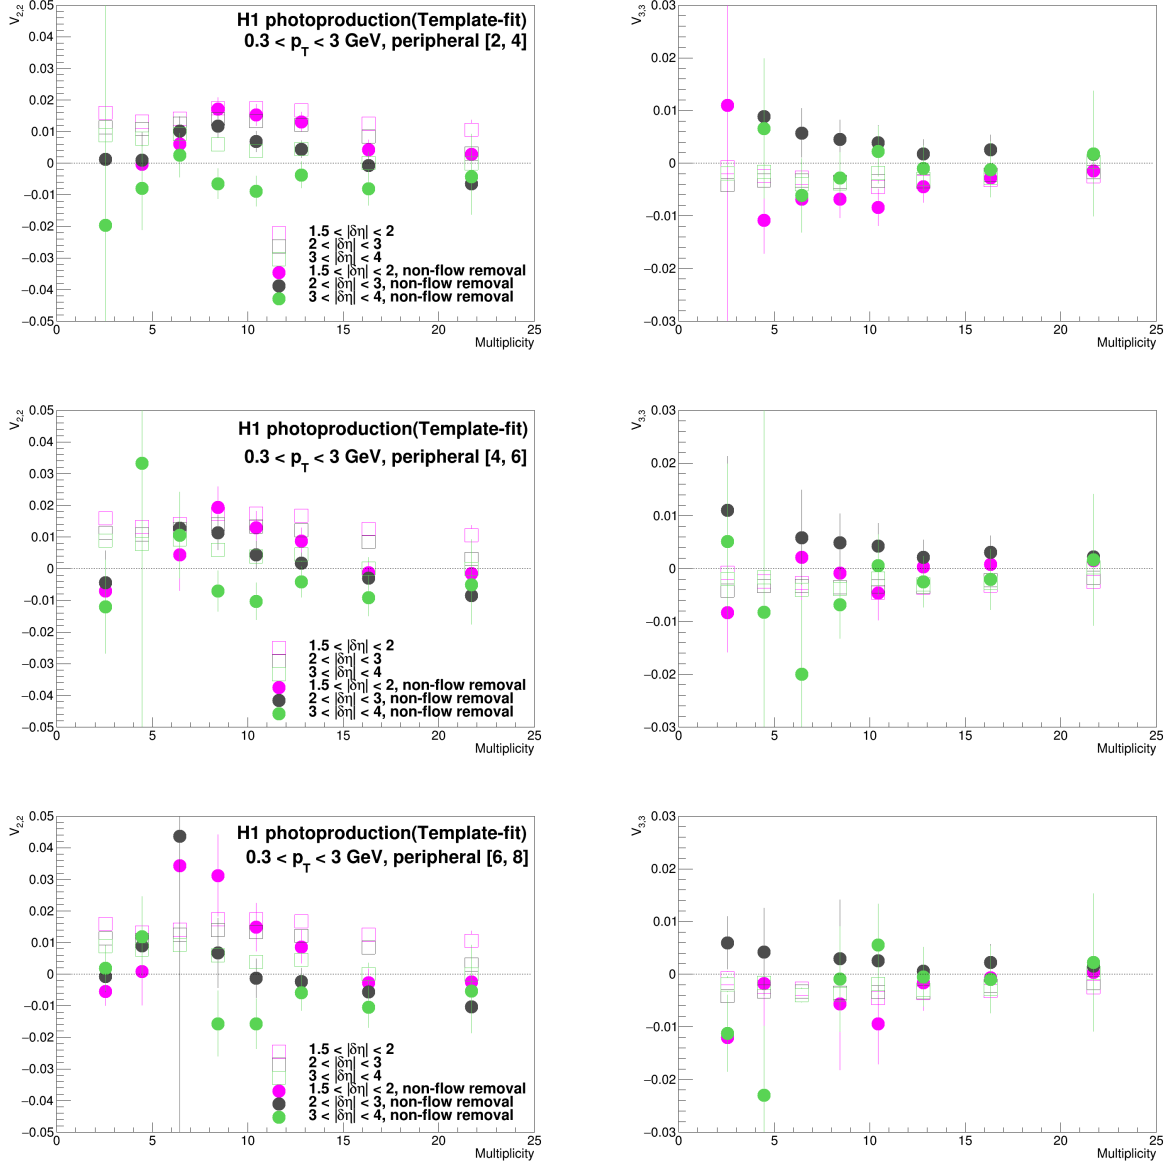 V2,2
0.05
0.04
0.03
0.02
0.01
0
−0.01
−0.02
−0.03
−0.04
−0.05
H1 photoproduction(Template-fit)
0.3 < pT < 3 GeV, peripheral [2, 4]
1.5 < |δη| < 2
2 < |δη| < 3
3 < |δη| < 4
1.5 < |δη| < 2, non-flow removal
2 < |δη| < 3, non-flow removal
3 < |δη| < 4, non-flow removal
0 5 10 15 20 25
Multiplicity
V3,3
0.03
0.02
0.01
0
−0.01
−0.02
−0.03
0 5 10 15 20 25
Multiplicity
V2,2
0.05
0.04
0.03
0.02
0.01
0
−0.01
−0.02
−0.03
−0.04
−0.05
H1 photoproduction(Template-fit)
0.3 < pT < 3 GeV, peripheral [4, 6]
1.5 < |δη| < 2
2 < |δη| < 3
3 < |δη| < 4
1.5 < |δη| < 2, non-flow removal
2 < |δη| < 3, non-flow removal
3 < |δη| < 4, non-flow removal
0 5 10 15 20 25
Multiplicity
V3,3
0.03
0.02
0.01
0
−0.01
−0.02
−0.03
0 5 10 15 20 25
Multiplicity
V2,2
0.05
0.04
0.03
0.02
0.01
0
−0.01
−0.02
−0.03
−0.04
−0.05
H1 photoproduction(Template-fit)
0.3 < pT < 3 GeV, peripheral [6, 8]
1.5 < |δη| < 2
2 < |δη| < 3
3 < |δη| < 4
1.5 < |δη| < 2, non-flow removal
2 < |δη| < 3, non-flow removal
3 < |δη| < 4, non-flow removal
0 5 10 15 20 25
Multiplicity
V3,3
0.03
0.02
0.01
0
−0.01
−0.02
−0.03
0 5 10 15 20 25
Multiplicity